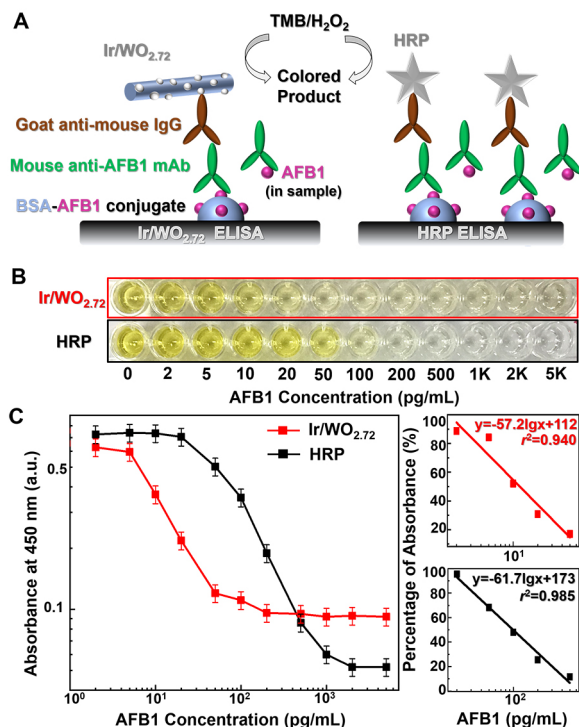 A
TMB/H2O2
Ir/WO2.72
HRP
Colored
Product
Goat anti-mouse IgG
Mouse anti-AFB1 mAb
AFB1
(in sample)
BSA-AFB1 conjugate
Ir/WO2.72 ELISA
HRP ELISA
B
Ir/WO2.72
HRP
0 2 5 10 20 50 100 200 500 1K 2K 5K
AFB1 Concentration (pg/mL)
C
Absorbance at 450 nm (a.u.)
0.5
0.1
Ir/WO2.72
HRP
10^0 10^1 10^2 10^3
AFB1 Concentration (pg/mL)
Percentage of Absorbance (%)
y=-57.2lgx+112
r^2=0.940
80
60
40
20
10^1
y=-61.7lgx+173
r^2=0.985
100
80
60
40
20
0
10^2
AFB1 (pg/mL)